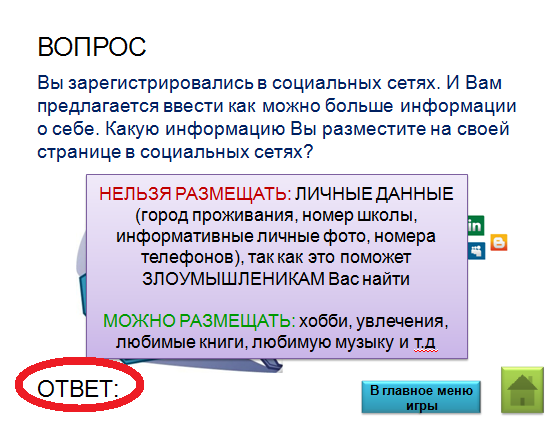 ВОПРОС
Вы зарегистрировались в социальных сетях. И Вам
предлагается ввести как можно больше информации
о себе. Какую информацию Вы разместите на своей
странице в социальных сетях?
НЕЛЬЗЯ РАЗМЕЩАТЬ: ЛИЧНЫЕ ДАННЫЕ
(город проживания, номер школы,
информативные личные фото, номера
телефонов), так как это поможет
ЗЛОУМЫШЛЕНИКАМ Вас найти
МОЖНО РАЗМЕЩАТЬ: хобби, увлечения,
любимые книги, любимую музыку и т.д
in
ОТВЕТ:
В главное меню
игры